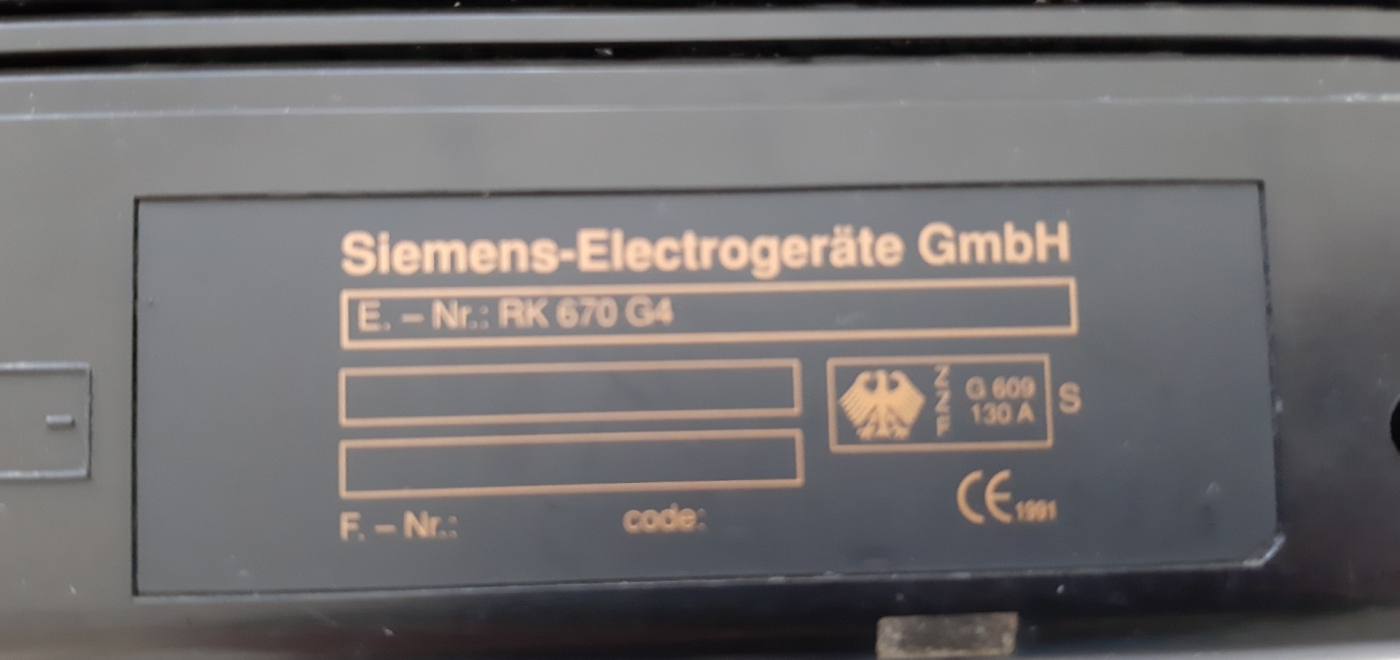 Siemens-Electrogeräte GmbH
E. – Nr.: RK 670 G4
ZZF
G 609
130 A
S
CE 1991
F. – Nr.:
code: